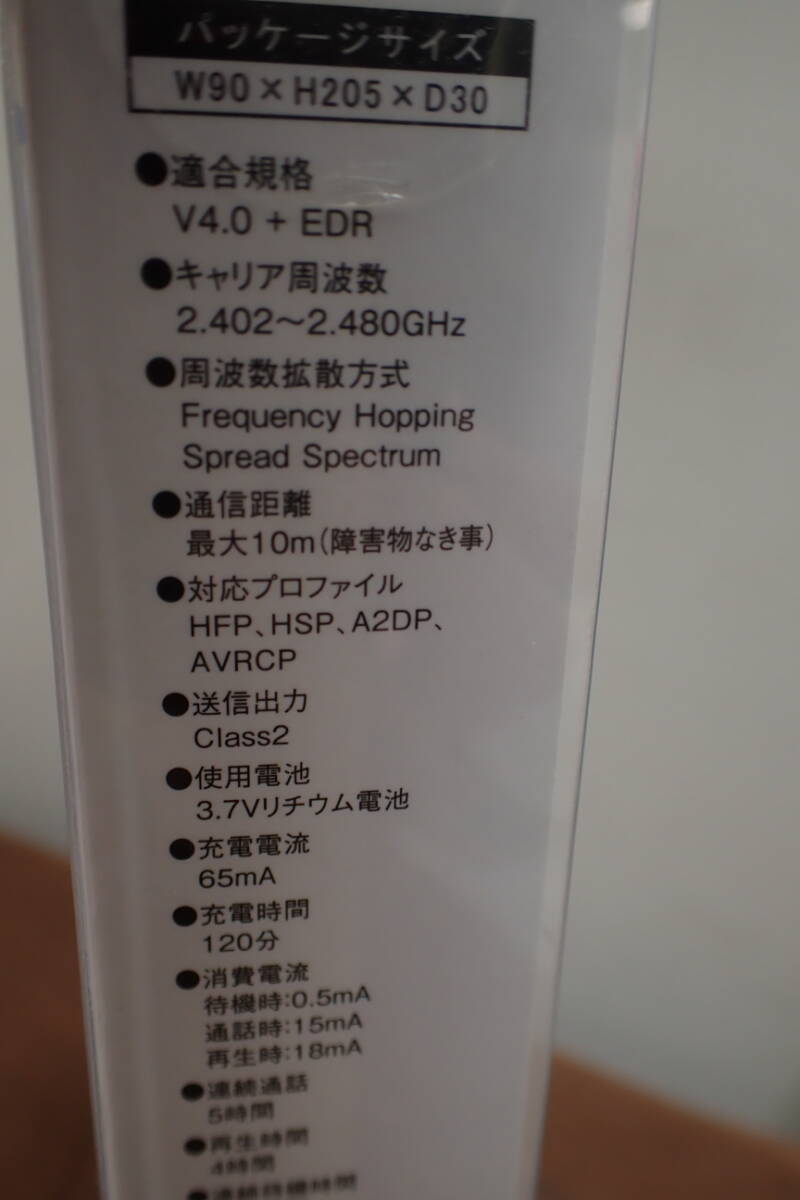 パッケージサイズ
W90×H205×D30
●適合規格
V4.0 + EDR
●キャリア周波数
2.402～2.480GHz
●周波数拡散方式
Frequency Hopping
Spread Spectrum
●通信距離
最大10m(障害物なき事)
●対応プロファイル
HFP、HSP、A2DP、
AVRCP
●送信出力
Class2
●使用電池
3.7Vリチウム電池
●充電電流
65mA
●充電時間
120分
●消費電流
待機時:0.5mA
通話時:15mA
再生時:18mA
●連続通話
5時間
●再生時間
4時間
●連続待機時間